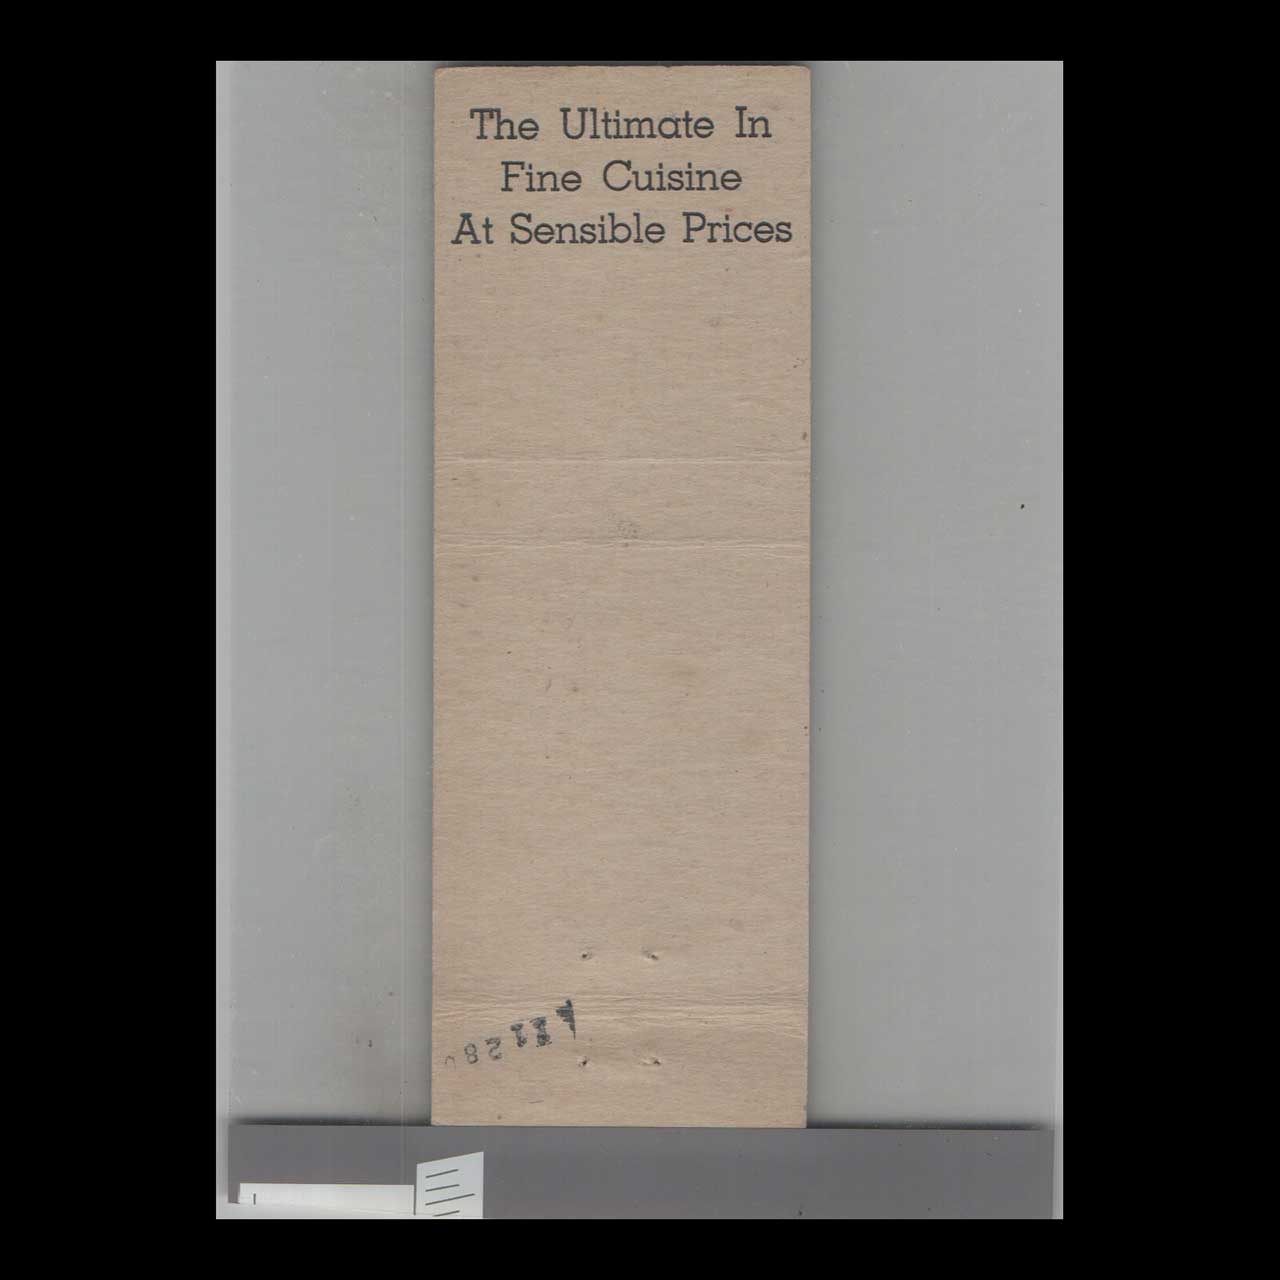 The Ultimate In
Fine Cuisine
At Sensible Prices